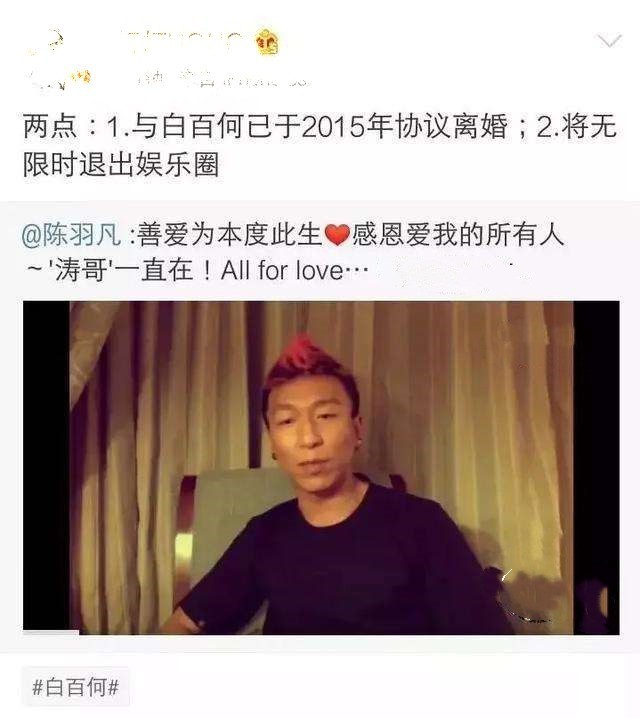 两点：1.与白百何已于2015年协议离婚；2.将无
限时退出娱乐圈
@陈羽凡 :善爱为本度此生❤感恩爱我的所有人
～'涛哥'一直在！All for love…
#白百何#